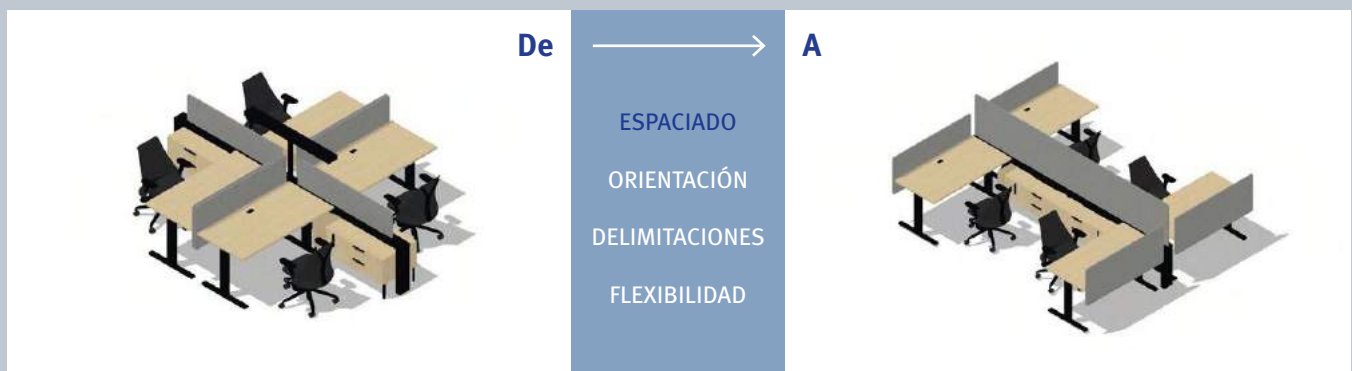 De
A
ESPACIADO
ORIENTACIÓN
DELIMITACIONES
FLEXIBILIDAD